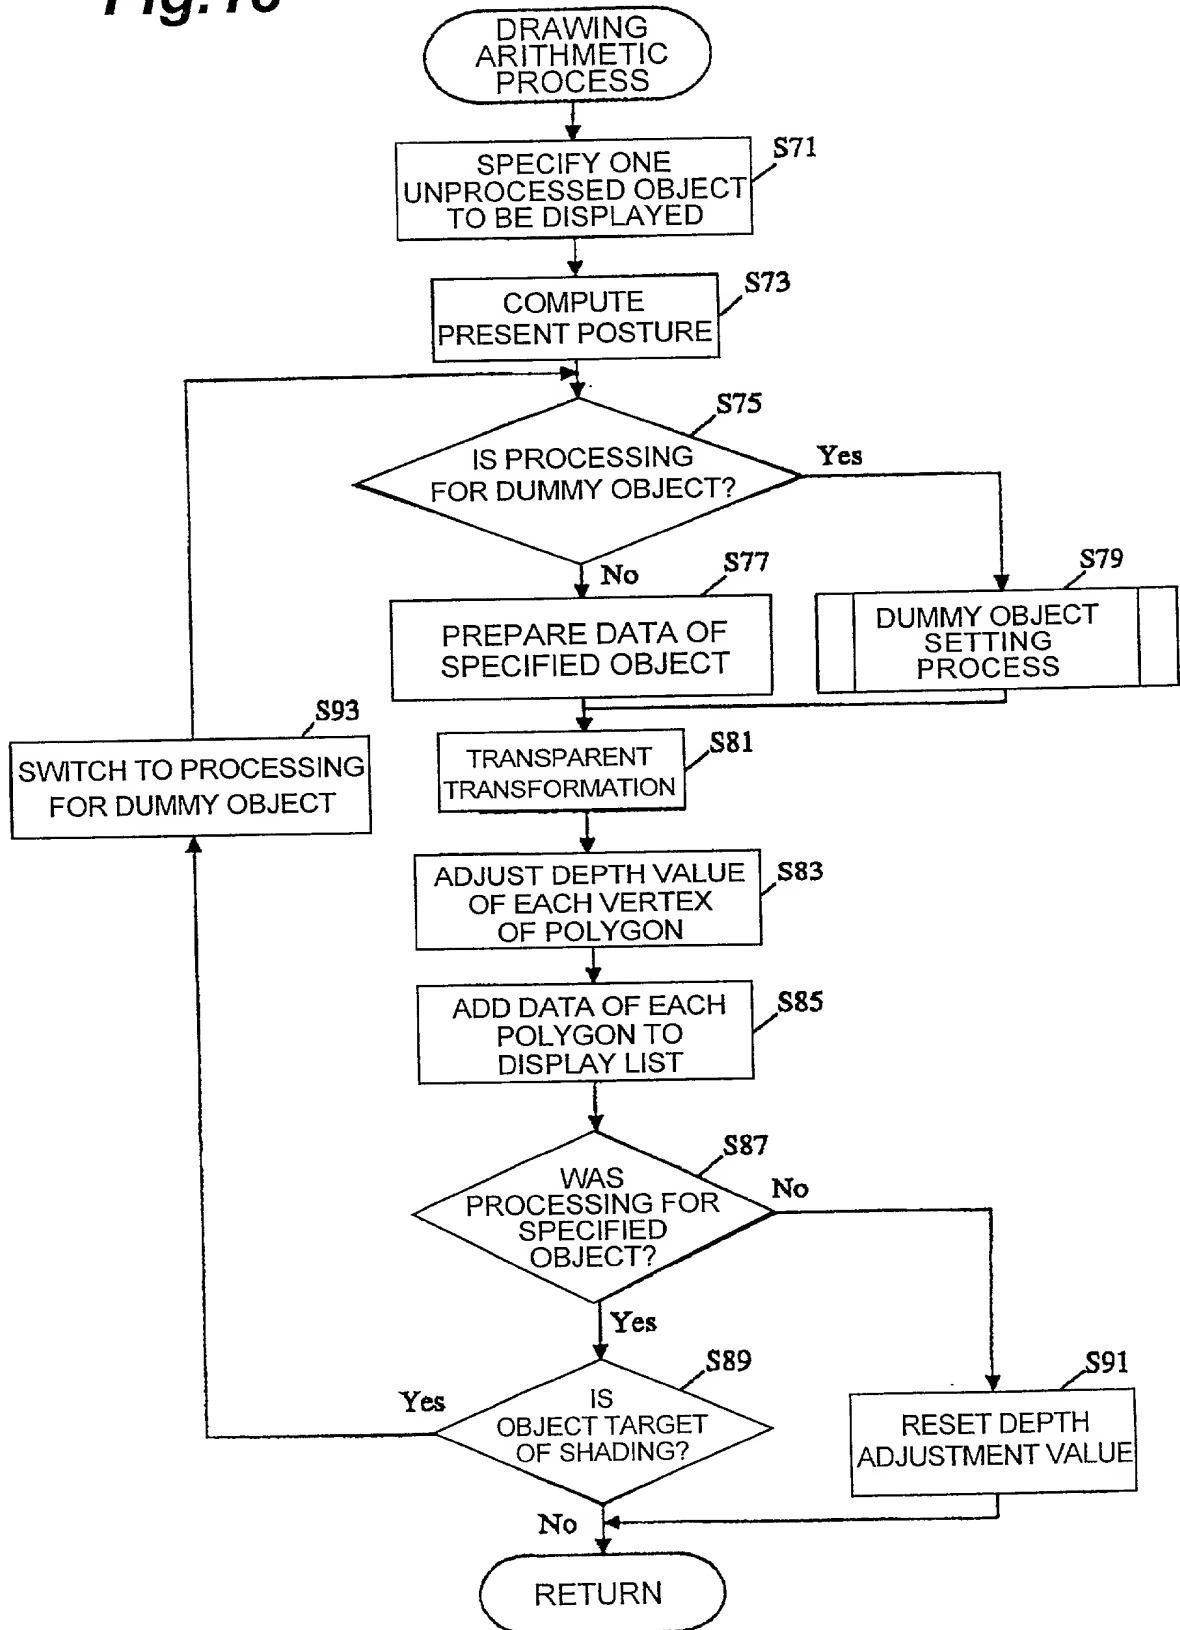 DRAWING
ARITHMETIC
PROCESS
S71
SPECIFY ONE
UNPROCESSED OBJECT
TO BE DISPLAYED
S73
COMPUTE
PRESENT POSTURE
S75
IS PROCESSING
FOR DUMMY OBJECT?
Yes
No
S77
PREPARE DATA OF
SPECIFIED OBJECT
S79
DUMMY OBJECT
SETTING
PROCESS
S93
SWITCH TO PROCESSING
FOR DUMMY OBJECT
S81
TRANSPARENT
TRANSFORMATION
S83
ADJUST DEPTH VALUE
OF EACH VERTEX
OF POLYGON
S85
ADD DATA OF EACH
POLYGON TO
DISPLAY LIST
S87
WAS
PROCESSING FOR
SPECIFIED
OBJECT?
No
Yes
S89
IS
OBJECT TARGET
OF SHADING?
Yes
S91
RESET DEPTH
ADJUSTMENT VALUE
No
RETURN